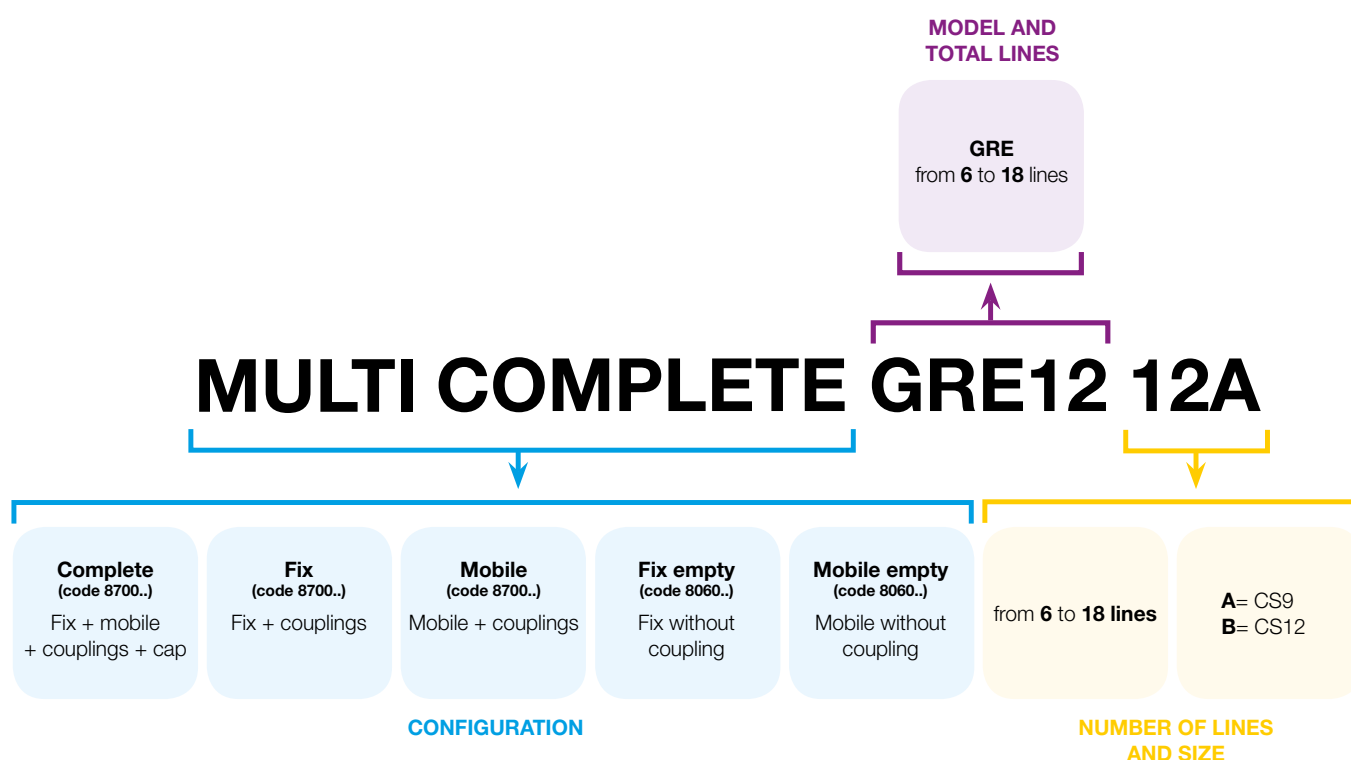 MODEL AND
TOTAL LINES
GRE
from 6 to 18 lines
MULTI COMPLETE GRE12 12A
Complete
(code 8700..)
Fix + mobile
+ couplings + cap
Fix
(code 8700..)
Fix + couplings
Mobile
(code 8700..)
Mobile + couplings
Fix empty
(code 8060..)
Fix without
coupling
Mobile empty
(code 8060..)
Mobile without
coupling
from 6 to 18 lines
A= CS9
B= CS12
CONFIGURATION
NUMBER OF LINES
AND SIZE